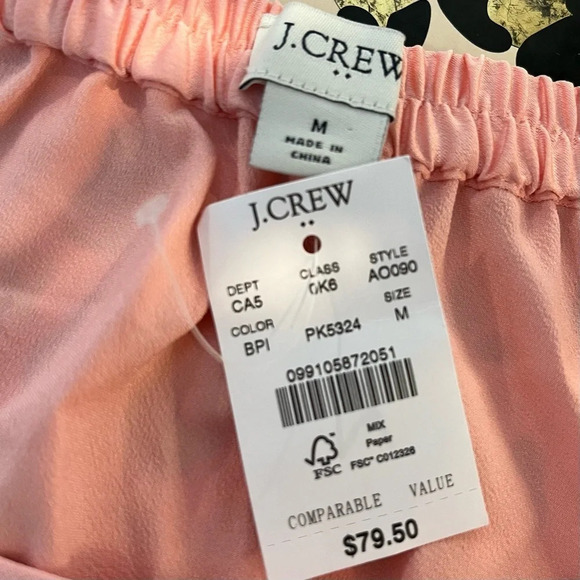 J.CREW
M
MADE IN
CHINA
J.CREW
DEPT CLASS STYLE
CA5 0K6 AO090
COLOR SIZE
BPI PK5324 M
099105872051
MIX
Paper
FSC FSC® C012326
COMPARABLE VALUE
$79.50